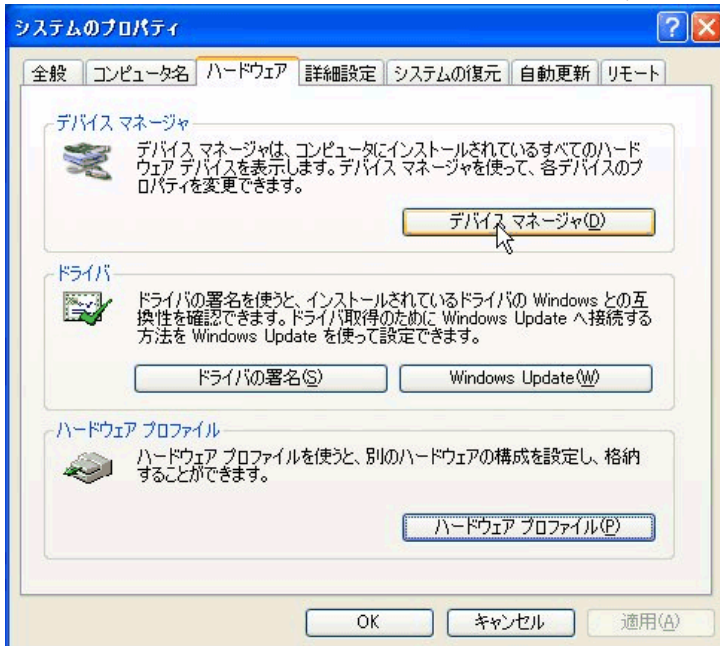 システムのプロパティ
全般 コンピュータ名 ハードウェア 詳細設定 システムの復元 自動更新 リモート
デバイス マネージャ
デバイス マネージャは、コンピュータにインストールされているすべてのハード
ウェア デバイスを表示します。デバイス マネージャを使って、各デバイスのプ
ロパティを変更できます。
デバイス マネージャ(D)
ドライバ
ドライバの署名を使うと、インストールされているドライバの Windows との互
換性を確認できます。ドライバ取得のために Windows Update へ接続する
方法を Windows Update を使って設定できます。
ドライバの署名(S) Windows Update(W)
ハードウェア プロファイル
ハードウェア プロファイルを使うと、別のハードウェアの構成を設定し、格納
することができます。
ハードウェア プロファイル(P)
OK キャンセル 適用(A)